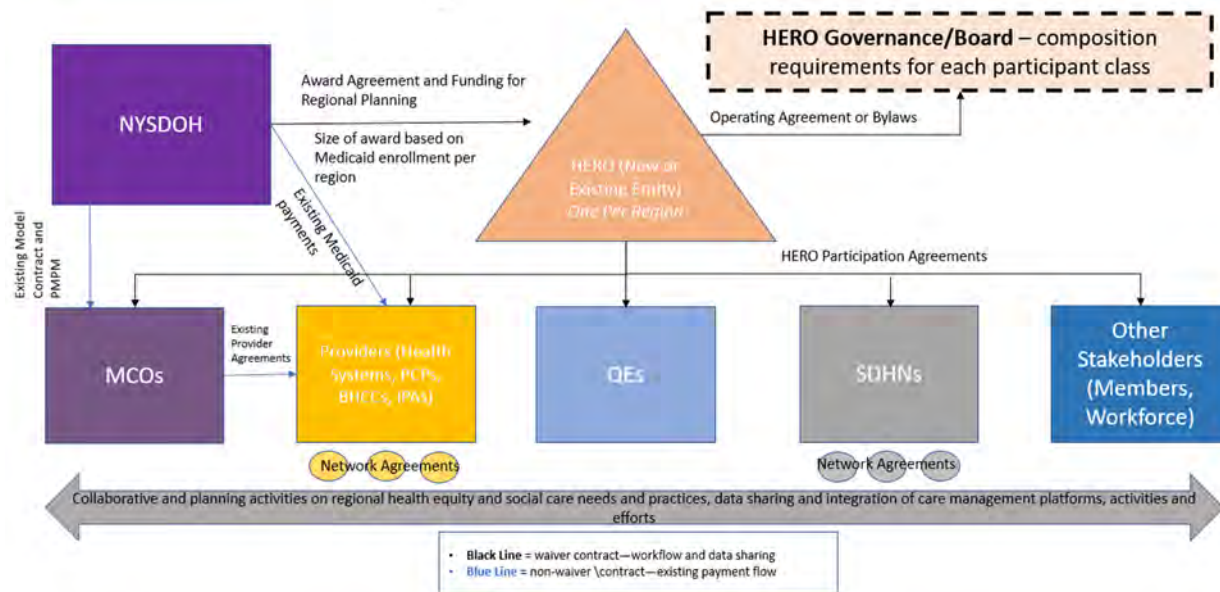 HERO Governance/Board – composition
requirements for each participant class
NYSDOH
Award Agreement and Funding for
Regional Planning
Size of award based on
Medicaid enrollment per
region
Operating Agreement or Bylaws
HERO (New or
Existing Entity)
One Per Region
Existing Medicaid
payments
Existing Model
Contract and
PMPM
HERO Participation Agreements
MCOs
Existing
Provider
Agreements
Providers (Health
Systems, PCPs,
BHCCs, IPAs)
QEs
SDHNs
Other
Stakeholders
(Members,
Workforce)
Network Agreements
Network Agreements
Collaborative and planning activities on regional health equity and social care needs and practices, data sharing and integration of care management platforms, activities and
efforts
• Black Line = waiver contract—workflow and data sharing
• Blue Line = non-waiver \contract—existing payment flow